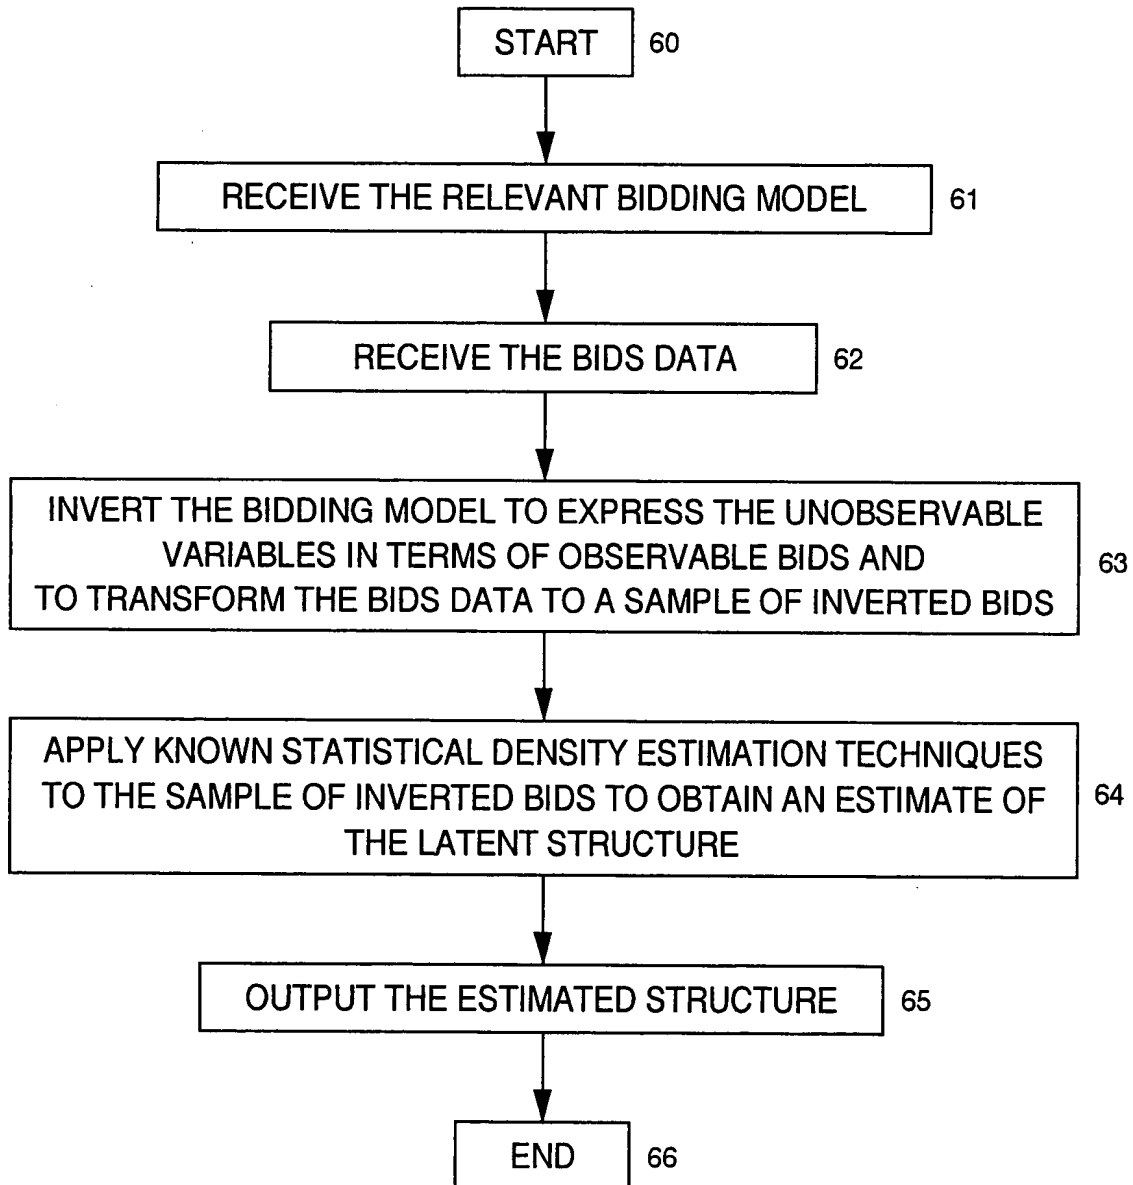 START 60
RECEIVE THE RELEVANT BIDDING MODEL 61
RECEIVE THE BIDS DATA 62
INVERT THE BIDDING MODEL TO EXPRESS THE UNOBSERVABLE
VARIABLES IN TERMS OF OBSERVABLE BIDS AND
TO TRANSFORM THE BIDS DATA TO A SAMPLE OF INVERTED BIDS
63
APPLY KNOWN STATISTICAL DENSITY ESTIMATION TECHNIQUES
TO THE SAMPLE OF INVERTED BIDS TO OBTAIN AN ESTIMATE OF
THE LATENT STRUCTURE
64
OUTPUT THE ESTIMATED STRUCTURE 65
END 66